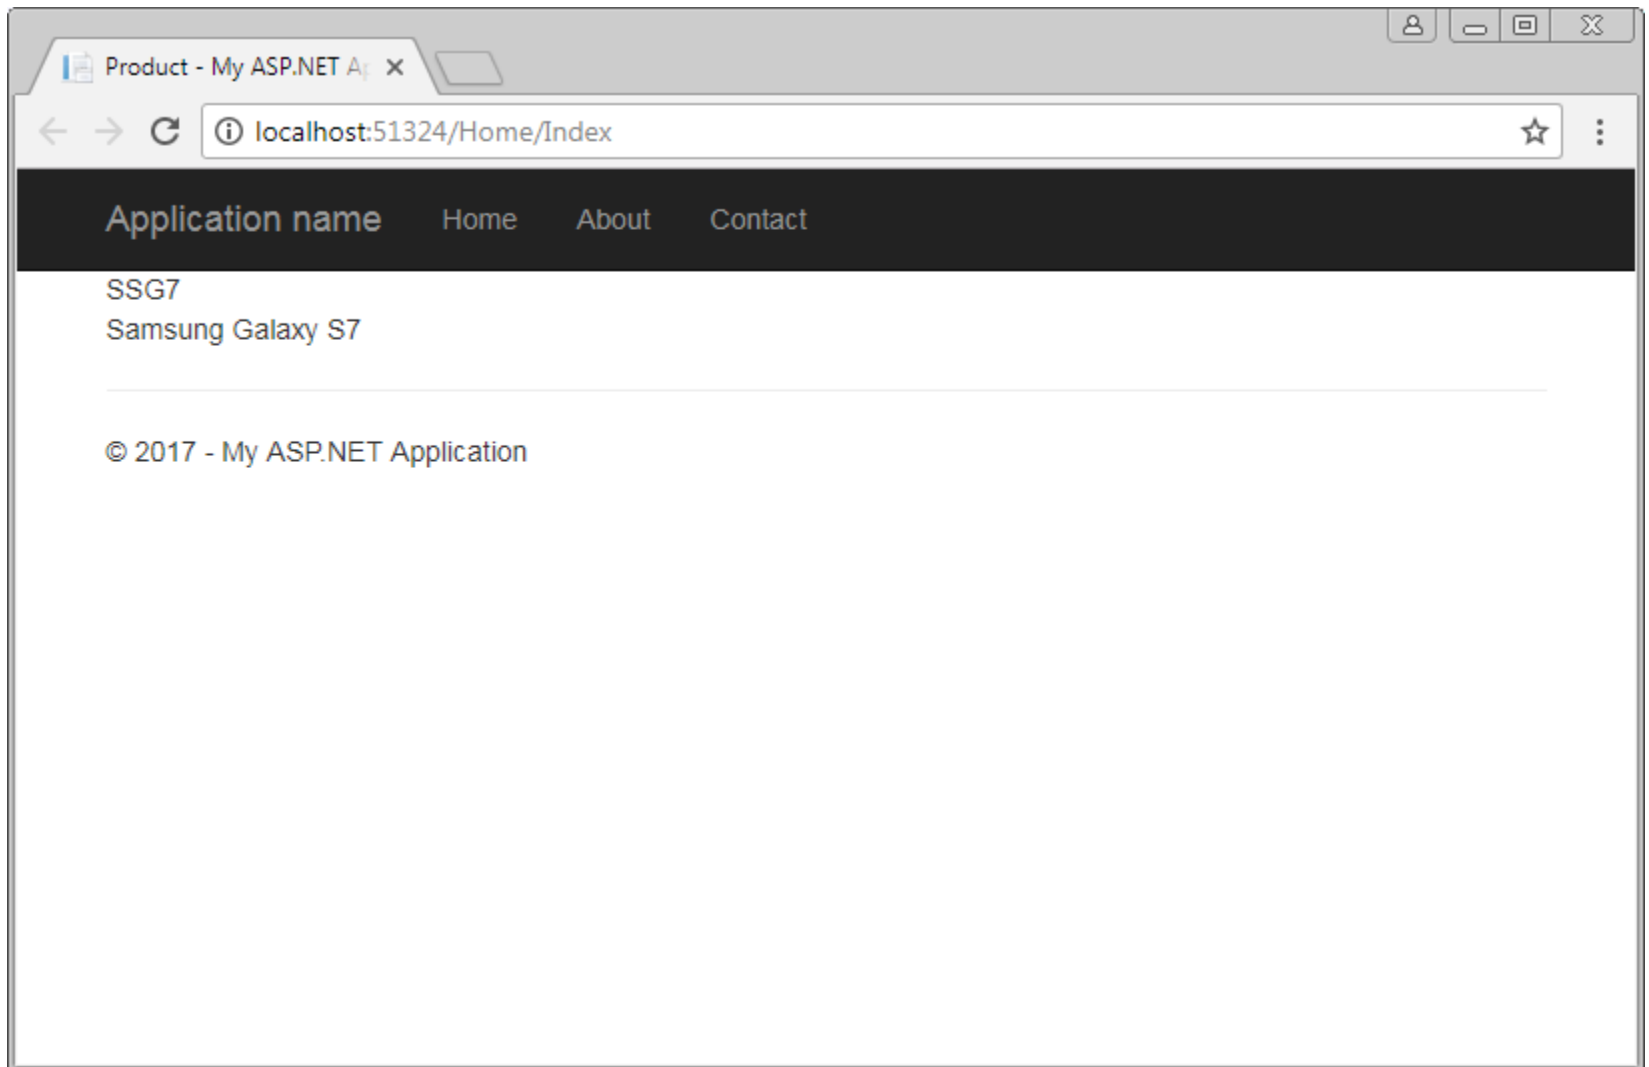 Product - My ASP.NET
localhost:51324/Home/Index
Application name Home About Contact
SSG7
Samsung Galaxy S7
© 2017 - My ASP.NET Application